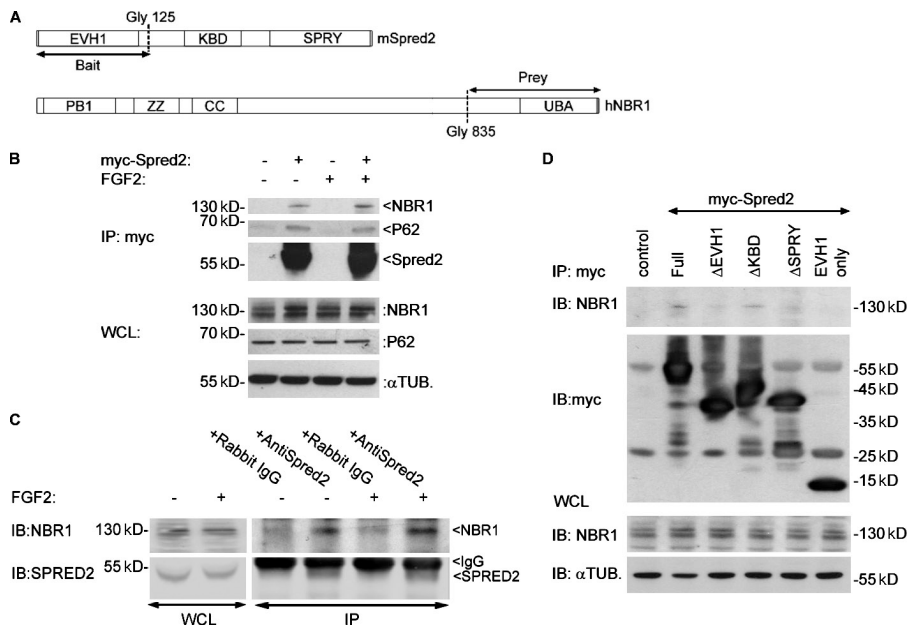 A
Gly 125
EVH1 KBD SPRY mSpred2
Bait
Prey
PB1 ZZ CC UBA hNBR1
Gly 835
B
myc-Spred2: - + - +
FGF2: - - + +
IP: myc
130 kD- <NBR1
70 kD- <P62
55 kD- <Spred2
WCL:
130 kD- :NBR1
70 kD- :P62
55 kD- :αTUB.
C
+Rabbit IgG +AntiSpred2 +Rabbit IgG +AntiSpred2
FGF2: - + - - + +
IB:NBR1 130 kD- <NBR1
IB:SPRED2 55 kD- <IgG
<SPRED2
WCL IP
D
myc-Spred2
IP: myc control Full ΔEVH1 ΔKBD ΔSPRY EVH1 only
IB: NBR1 -130 kD
IB:myc
-55 kD
-45 kD
-35 kD
-25 kD
-15 kD
WCL
IB: NBR1 -130 kD
IB: αTUB. -55 kD